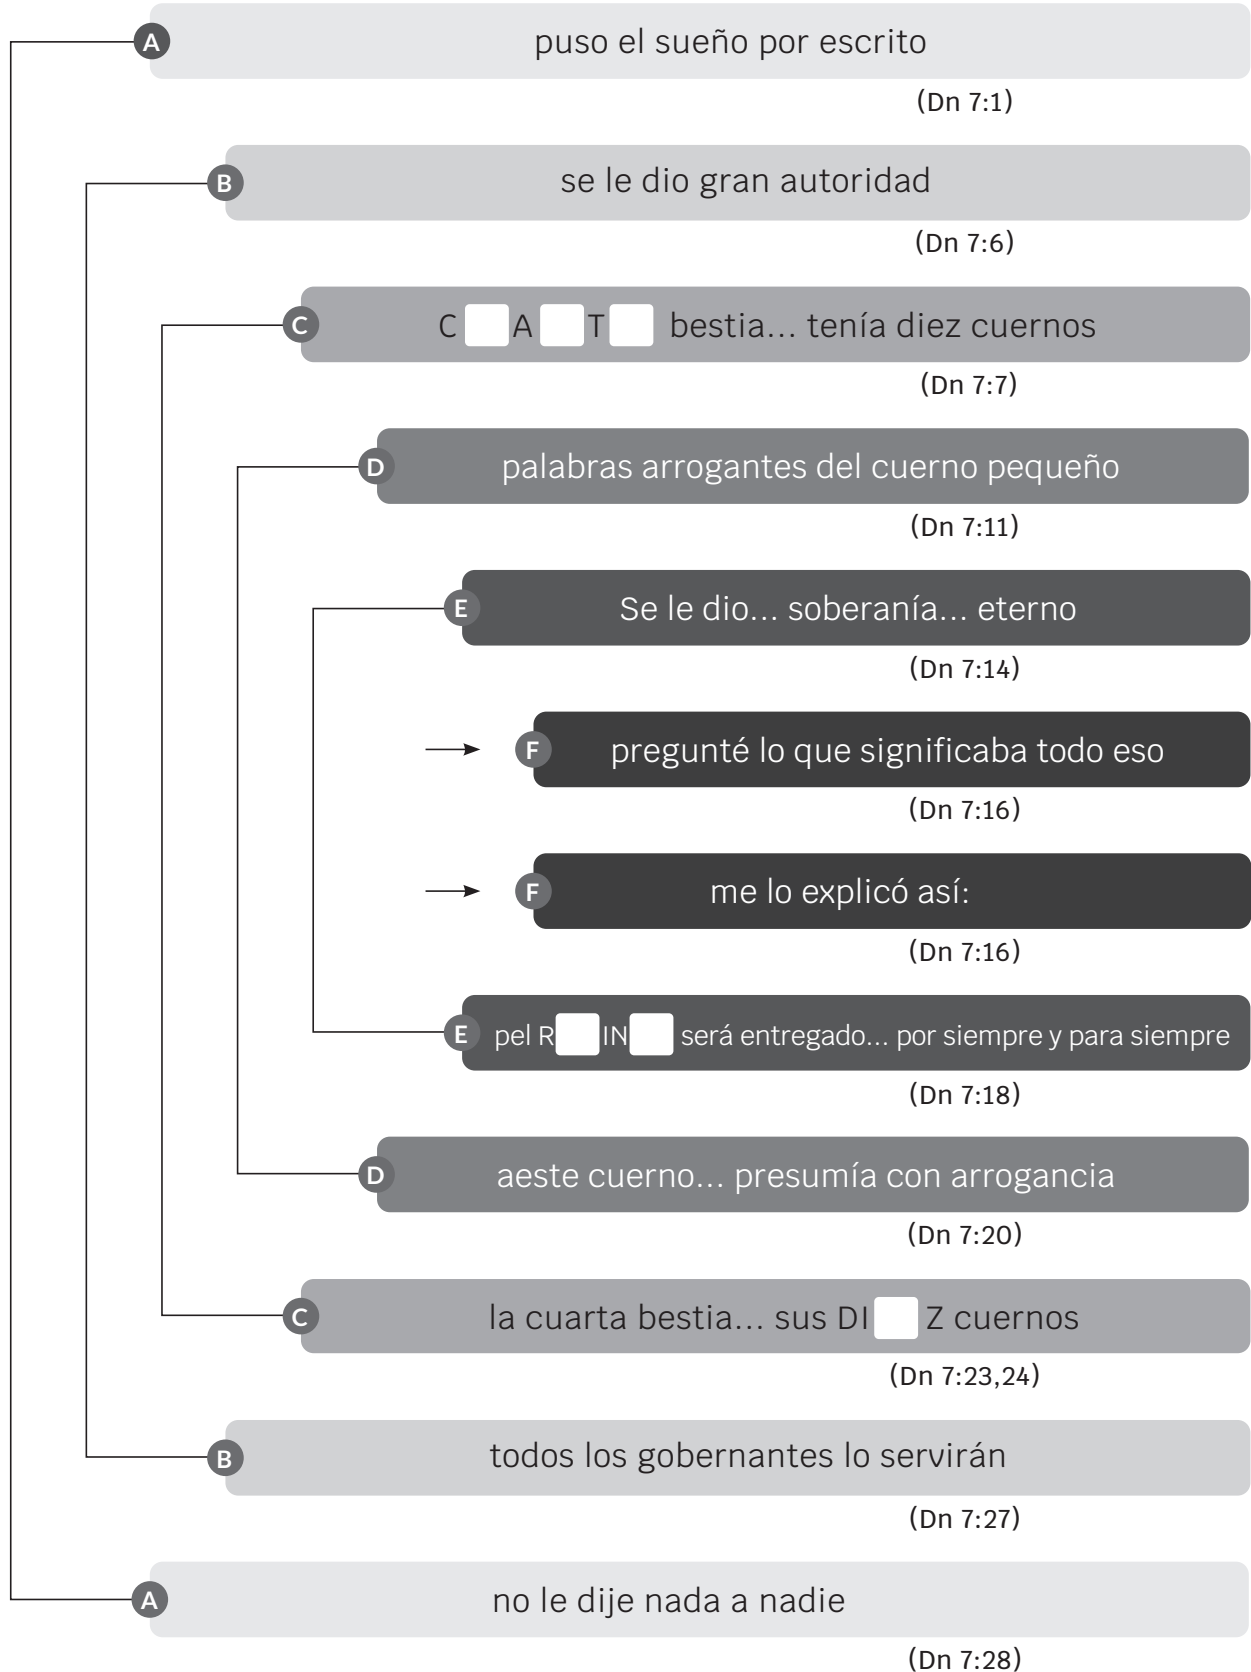 A puso el sueño por escrito
(Dn 7:1)
B se le dio gran autoridad
(Dn 7:6)
C C A T bestia... tenía diez cuernos
(Dn 7:7)
D palabras arrogantes del cuerno pequeño
(Dn 7:11)
E Se le dio... soberanía... eterno
(Dn 7:14)
F pregunté lo que significaba todo eso
(Dn 7:16)
F me lo explicó así:
(Dn 7:16)
E pel R IN será entregado... por siempre y para siempre
(Dn 7:18)
D aeste cuerno... presumía con arrogancia
(Dn 7:20)
C la cuarta bestia... sus DI Z cuernos
(Dn 7:23,24)
B todos los gobernantes lo servirán
(Dn 7:27)
A no le dije nada a nadie
(Dn 7:28)